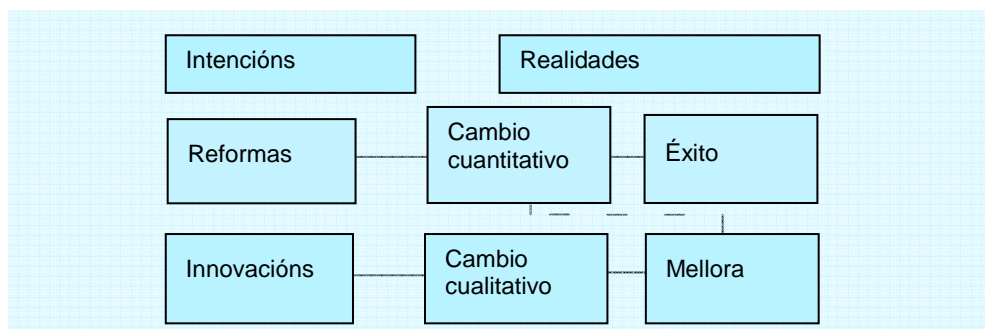 Intencións
Realidades
Reformas
Cambio
cuantitativo
Éxito
Innovacións
Cambio
cualitativo
Mellora